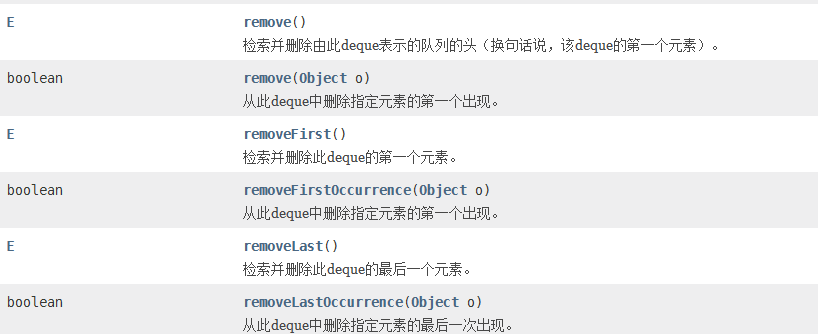 E remove()
检索并删除由此deque表示的队列的头（换句话说，该deque的第一个元素）。
boolean remove(Object o)
从此deque中删除指定元素的第一个出现。
E removeFirst()
检索并删除此deque的第一个元素。
boolean removeFirstOccurrence(Object o)
从此deque中删除指定元素的第一个出现。
E removeLast()
检索并删除此deque的最后一个元素。
boolean removeLastOccurrence(Object o)
从此deque中删除指定元素的最后一次出现。